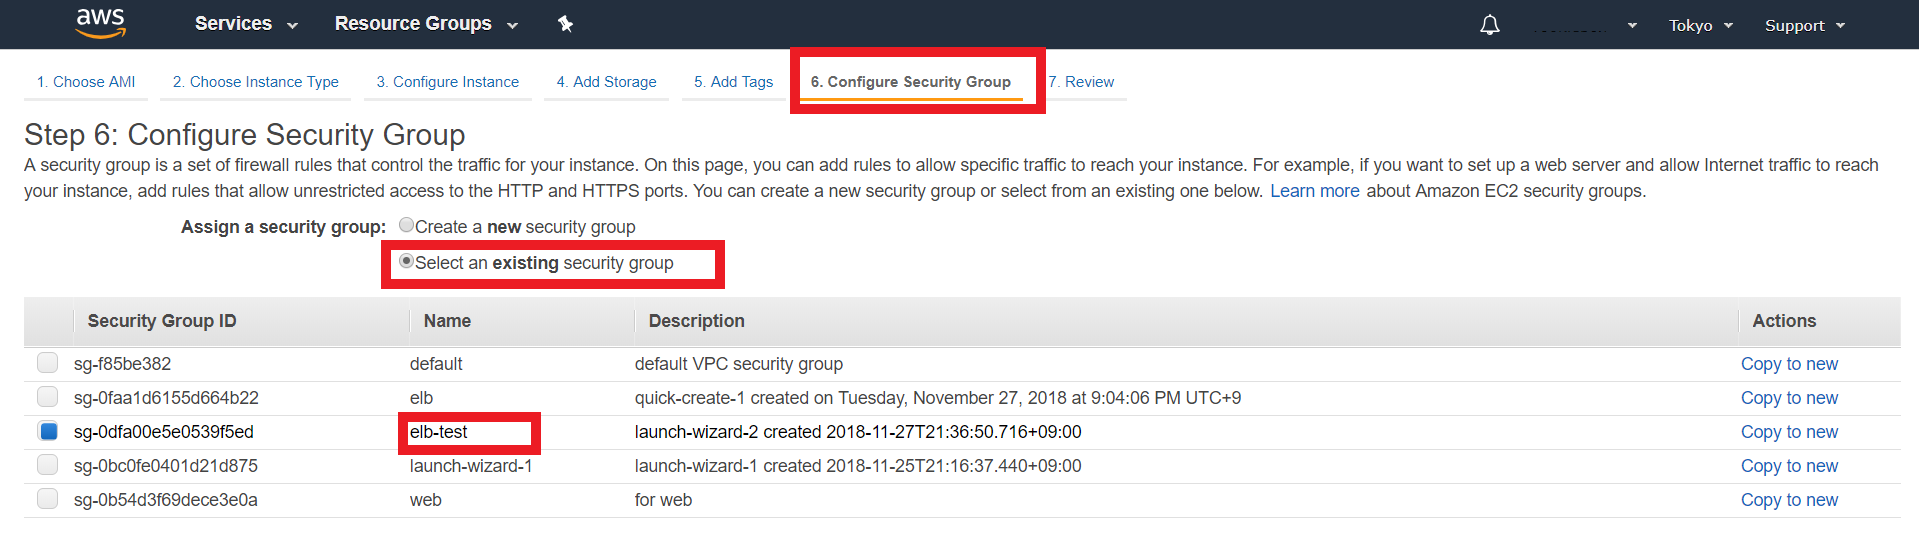 aws Services Resource Groups Tokyo Support
1. Choose AMI 2. Choose Instance Type 3. Configure Instance 4. Add Storage 5. Add Tags 6. Configure Security Group 7. Review
Step 6: Configure Security Group
A security group is a set of firewall rules that control the traffic for your instance. On this page, you can add rules to allow specific traffic to reach your instance. For example, if you want to set up a web server and allow Internet traffic to reach
your instance, add rules that allow unrestricted access to the HTTP and HTTPS ports. You can create a new security group or select from an existing one below. Learn more about Amazon EC2 security groups.
Assign a security group: Create a new security group
Select an existing security group
Security Group ID Name Description Actions
sg-f85be382 default default VPC security group Copy to new
sg-0faa1d6155d664b22 elb quick-create-1 created on Tuesday, November 27, 2018 at 9:04:06 PM UTC+9 Copy to new
sg-0dfa00e5e0539f5ed elb-test launch-wizard-2 created 2018-11-27T21:36:50.716+09:00 Copy to new
sg-0bc0fe0401d21d875 launch-wizard-1 launch-wizard-1 created 2018-11-25T21:16:37.440+09:00 Copy to new
sg-0b54d3f69dece3e0a web for web Copy to new